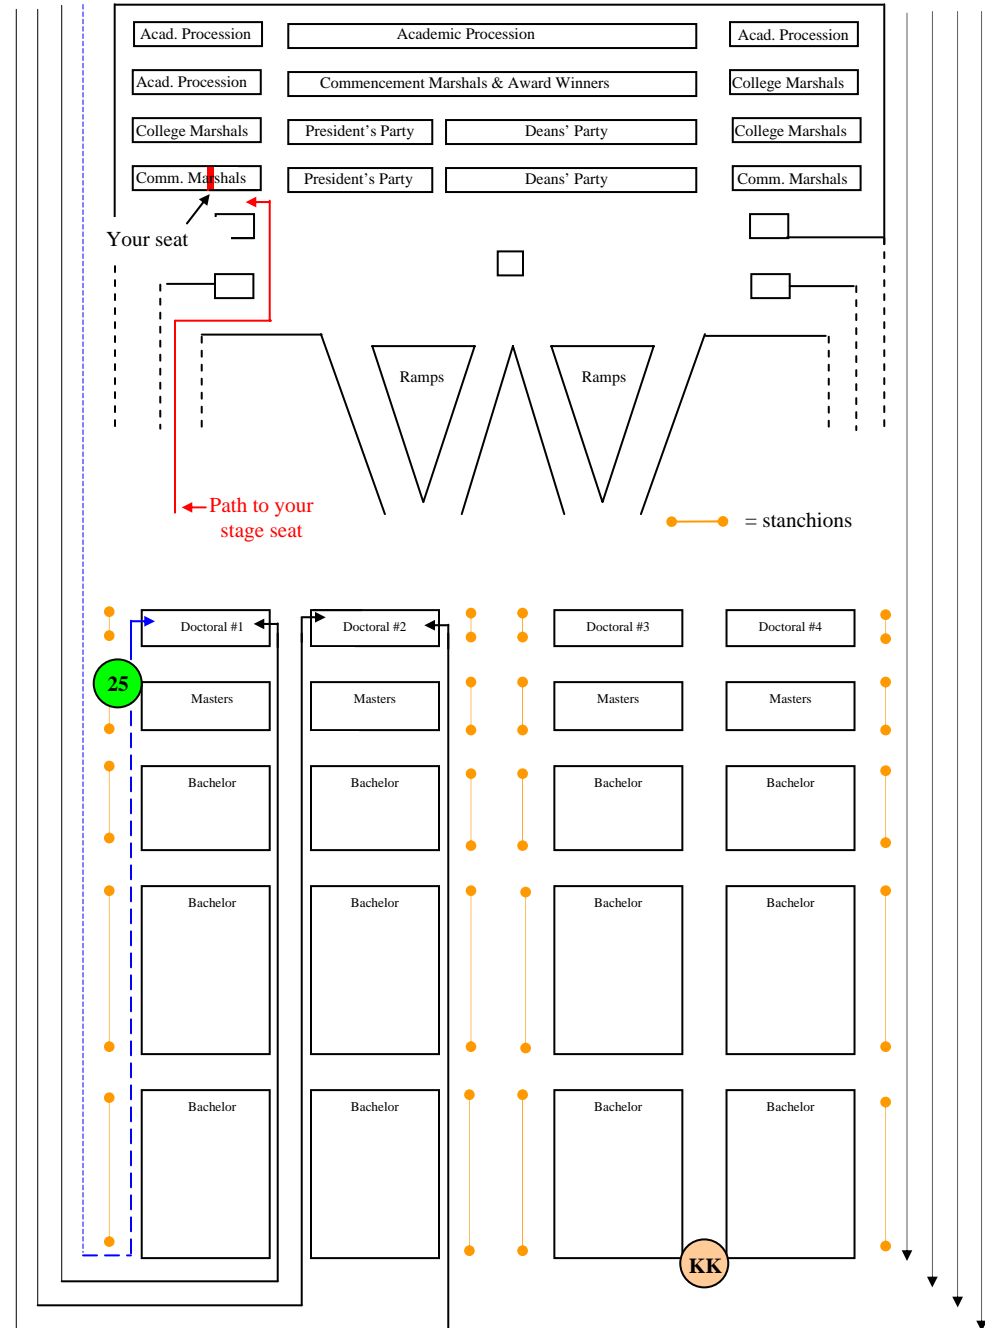 Acad. Procession
Academic Procession
Acad. Procession
Acad. Procession
Commencement Marshals & Award Winners
College Marshals
College Marshals
President's Party
Deans' Party
College Marshals
Comm. Marshals
President's Party
Deans' Party
Comm. Marshals
Your seat
Ramps
Ramps
Path to your
stage seat
= stanchions
Doctoral #1
Doctoral #2
Doctoral #3
Doctoral #4
25
Masters
Masters
Masters
Masters
Bachelor
Bachelor
Bachelor
Bachelor
Bachelor
Bachelor
Bachelor
Bachelor
Bachelor
Bachelor
Bachelor
Bachelor
KK